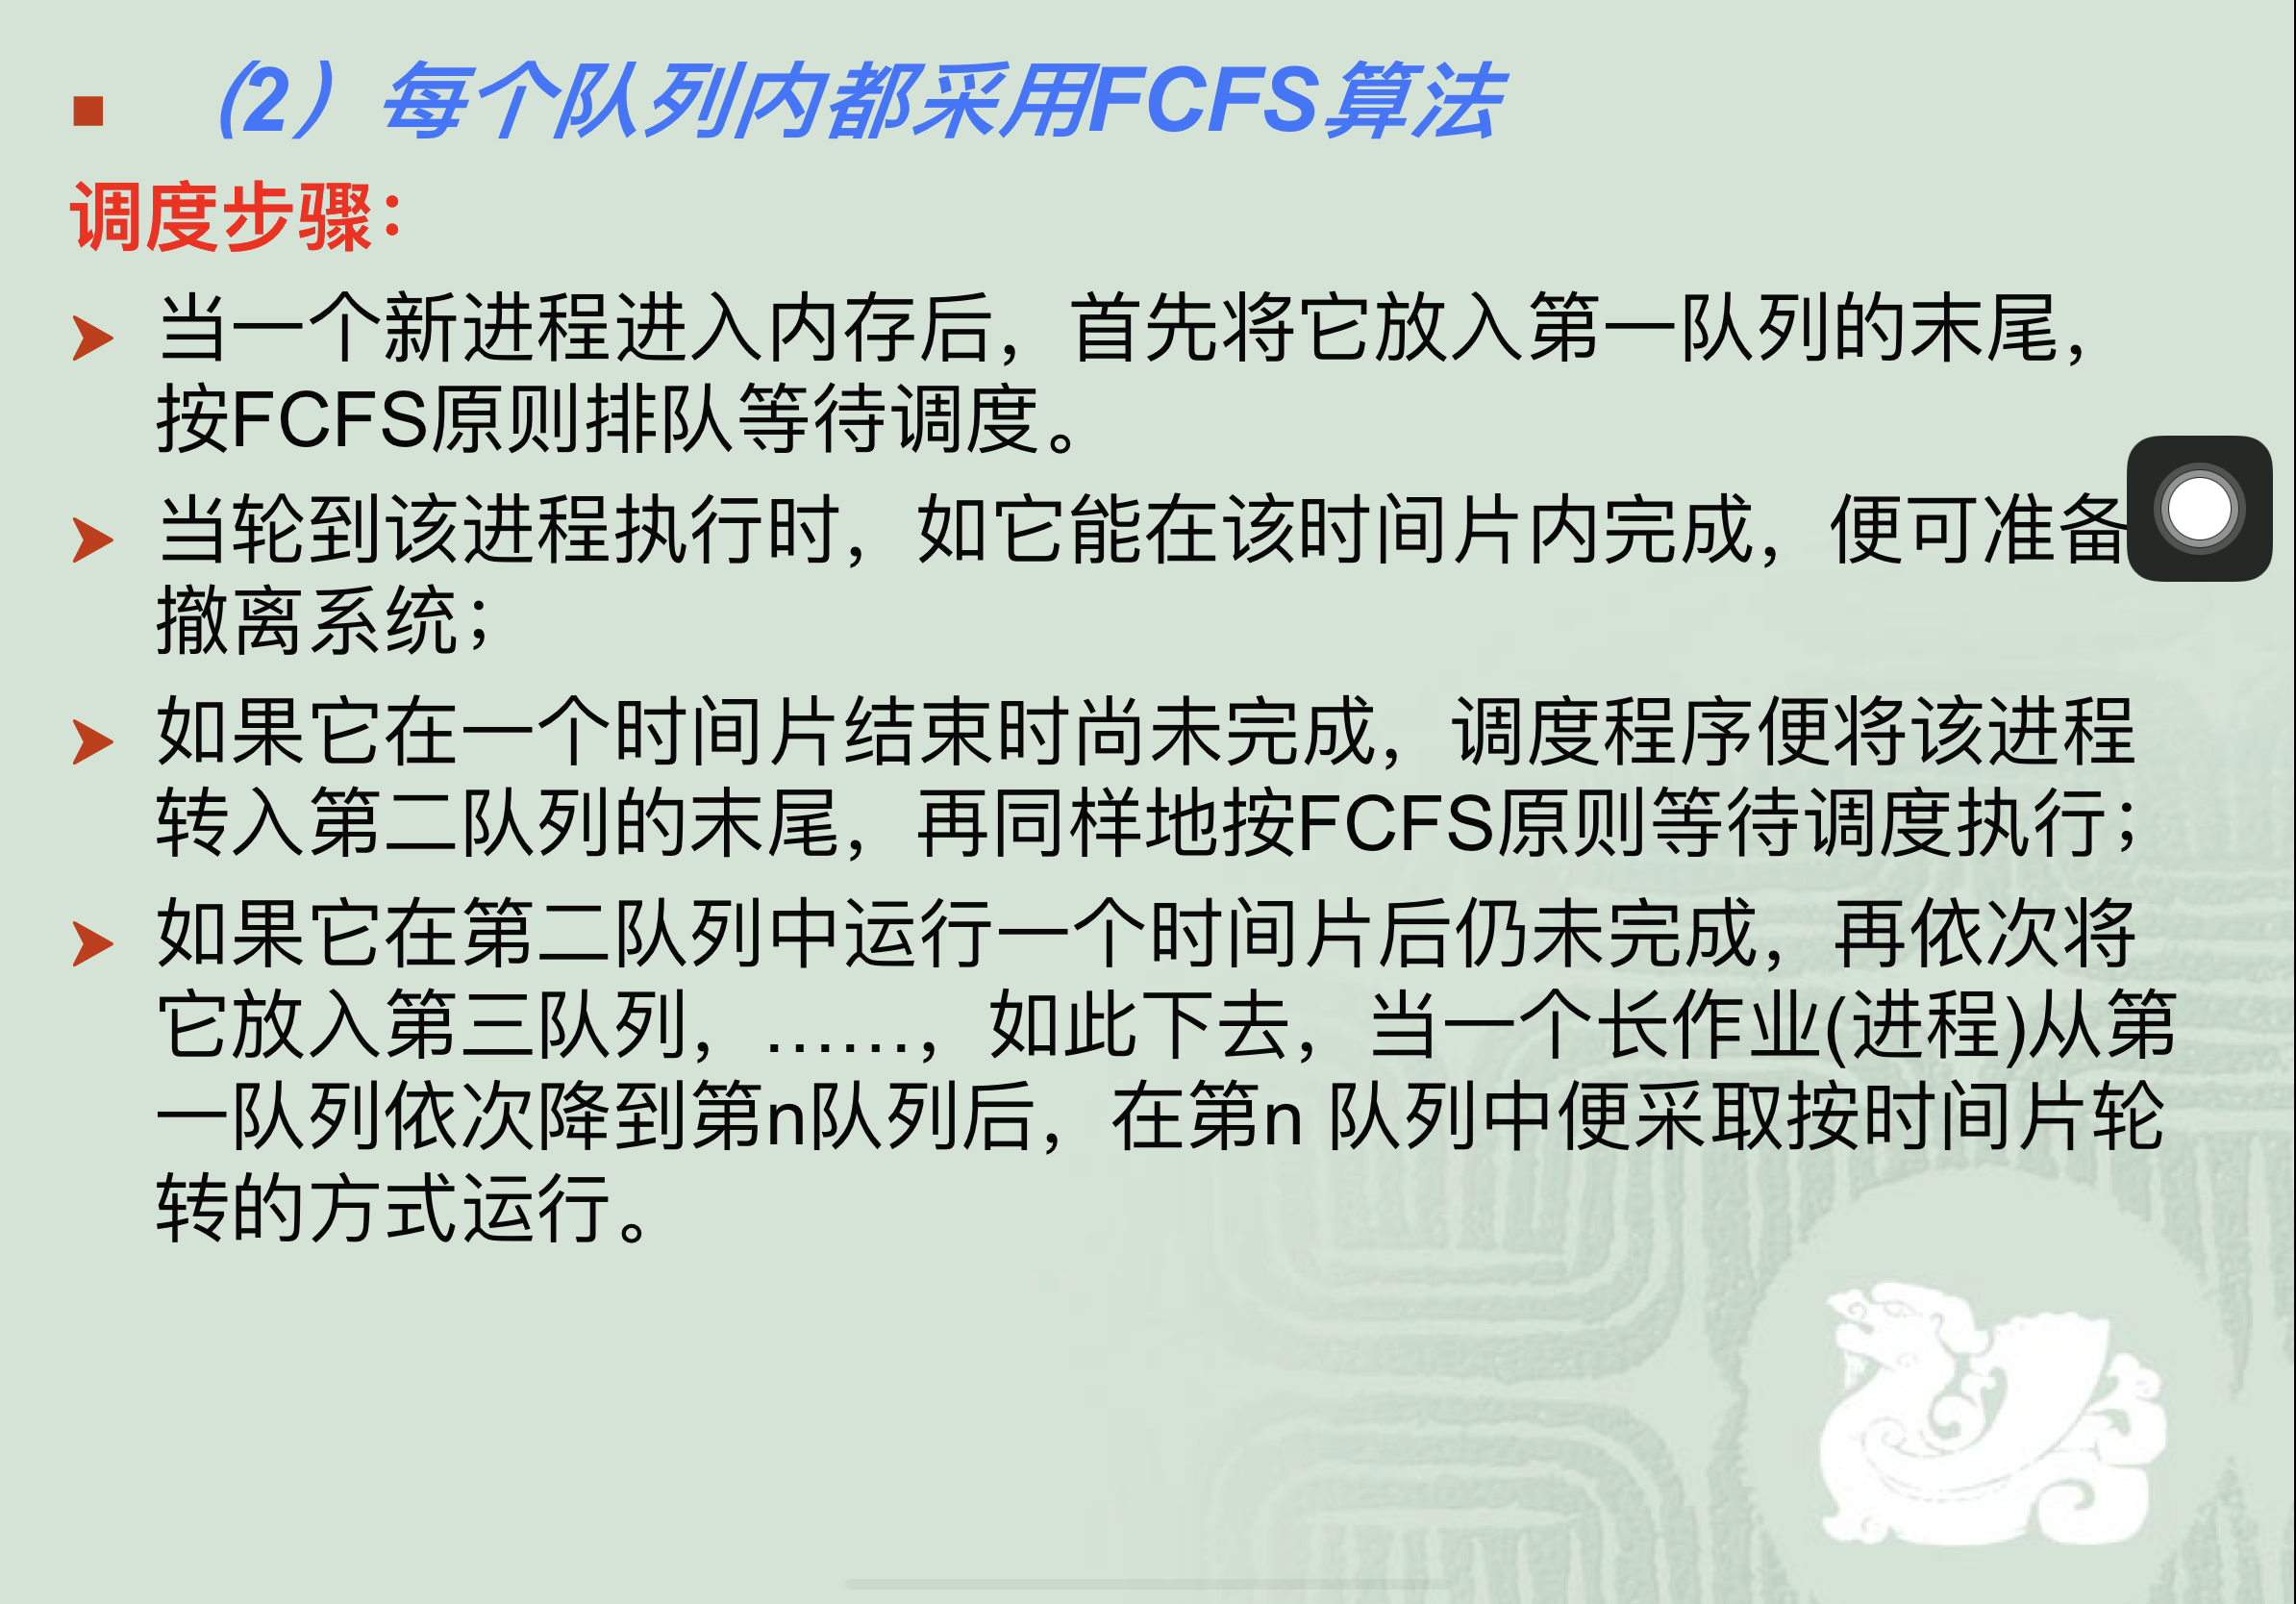 （2）每个队列内都采用FCFS算法
调度步骤：
当一个新进程进入内存后，首先将它放入第一队列的末尾，
按FCFS原则排队等待调度。
当轮到该进程执行时，如它能在该时间片内完成，便可准备
撤离系统；
如果它在一个时间片结束时尚未完成，调度程序便将该进程
转入第二队列的末尾，再同样地按FCFS原则等待调度执行；
如果它在第二队列中运行一个时间片后仍未完成，再依次将
它放入第三队列，……，如此下去，当一个长作业(进程)从第
一队列依次降到第n队列后，在第n 队列中便采取按时间片轮
转的方式运行。